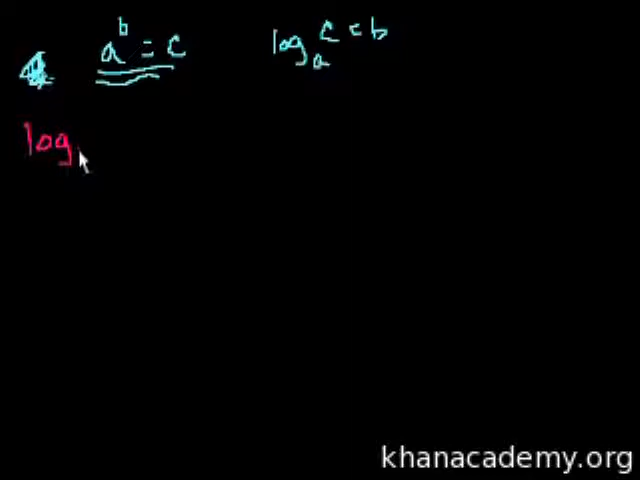 a^b = c log_a c = b
log
khanacademy.org